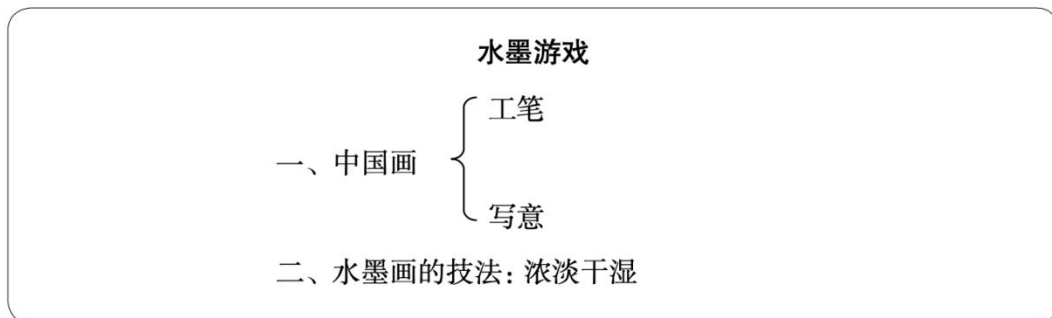 水墨游戏
工笔
一、中国画
写意
二、水墨画的技法：浓淡干湿